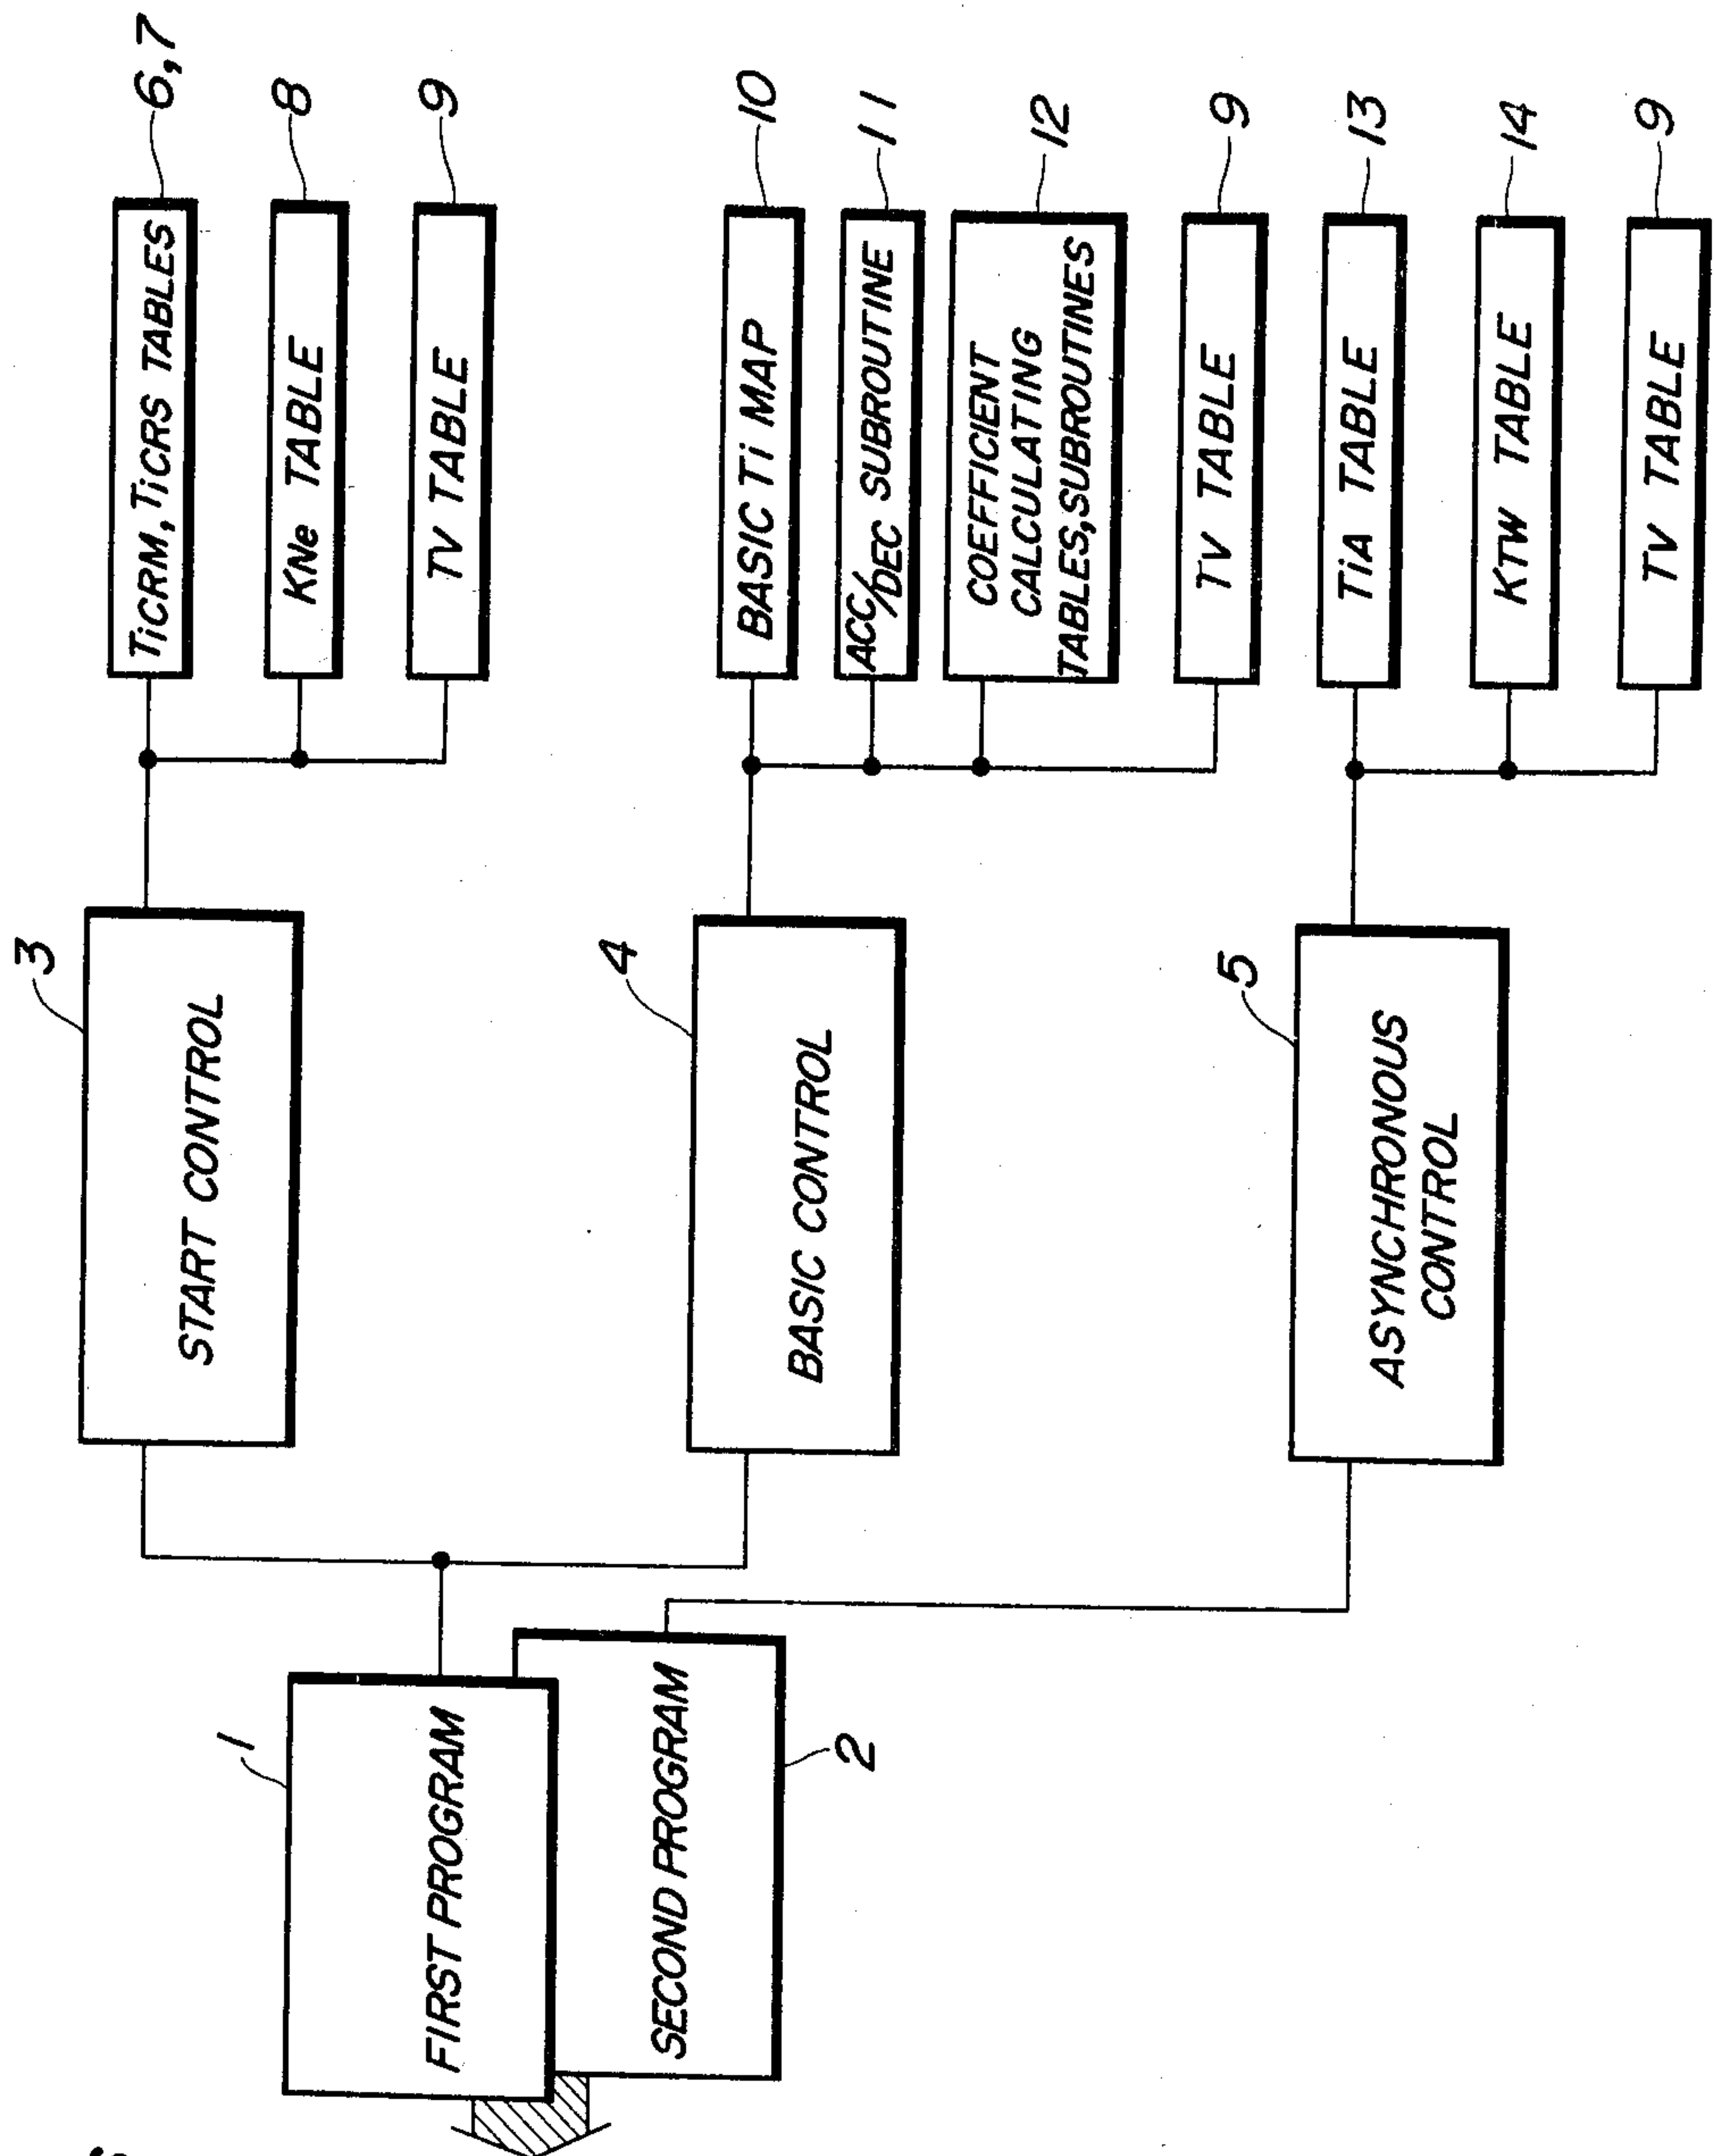 1
FIRST PROGRAM
2
SECOND PROGRAM
3
START CONTROL
4
BASIC CONTROL
5
ASYNCHRONOUS
CONTROL
6,7
TiCRM,TiCRS TABLES
8
KNe TABLE
9
TV TABLE
10
BASIC Ti MAP
11
ACC/DEC SUBROUTINE
12
COEFFICIENT
CALCULATING
TABLES,SUBROUTINES
9
TV TABLE
13
TiA TABLE
14
KTW TABLE
9
TV TABLE